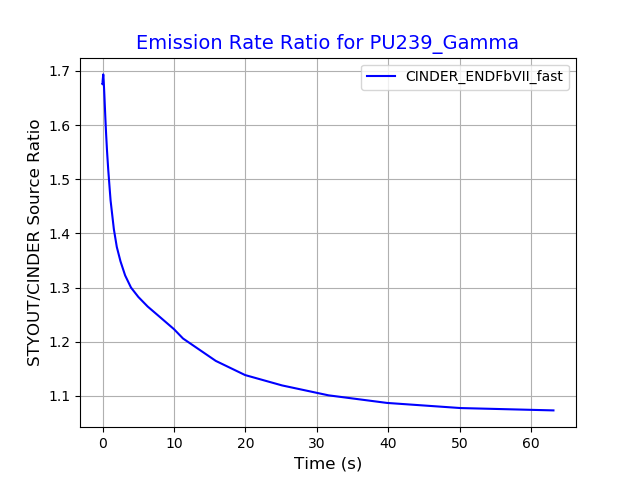 Emission Rate Ratio for PU239_Gamma
CINDER_ENDFbVII_fast
STYOUT/CINDER Source Ratio
1.7
1.6
1.5
1.4
1.3
1.2
1.1
0 10 20 30 40 50 60
Time (s)